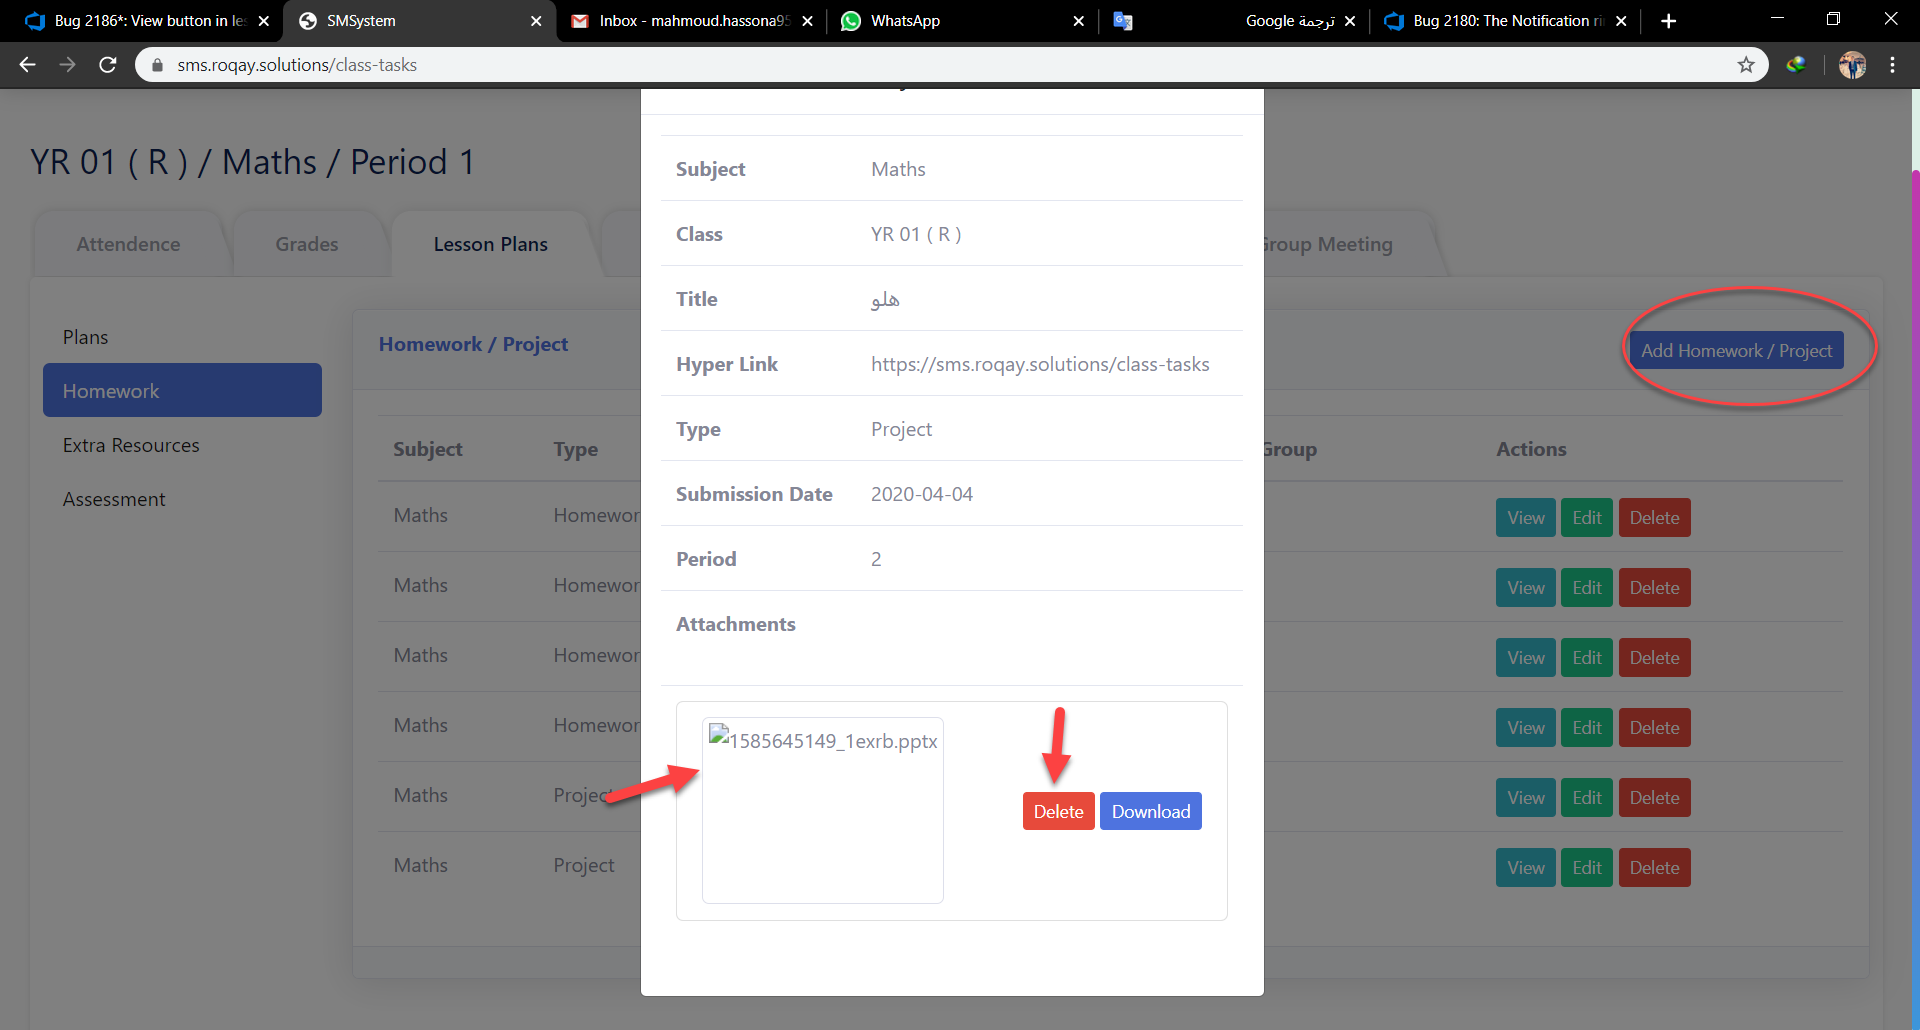 Bug 2186*: View button in les
SMSystem
Inbox - mahmoud.hassona95
WhatsApp
ترجمة Google
Bug 2180: The Notification rin
sms.roqay.solutions/class-tasks
YR 01 ( R ) / Maths / Period 1
Attendence
Grades
Lesson Plans
Group Meeting
Plans
Homework
Extra Resources
Assessment
Homework / Project
Add Homework / Project
Subject Type Group Actions
Maths Homewor View Edit Delete
Maths Homewor View Edit Delete
Maths Homewor View Edit Delete
Maths Homewor View Edit Delete
Maths Project View Edit Delete
Maths Project View Edit Delete
Subject Maths
Class YR 01 ( R )
Title هلو
Hyper Link https://sms.roqay.solutions/class-tasks
Type Project
Submission Date 2020-04-04
Period 2
Attachments
1585645149_1exrb.pptx
Delete Download